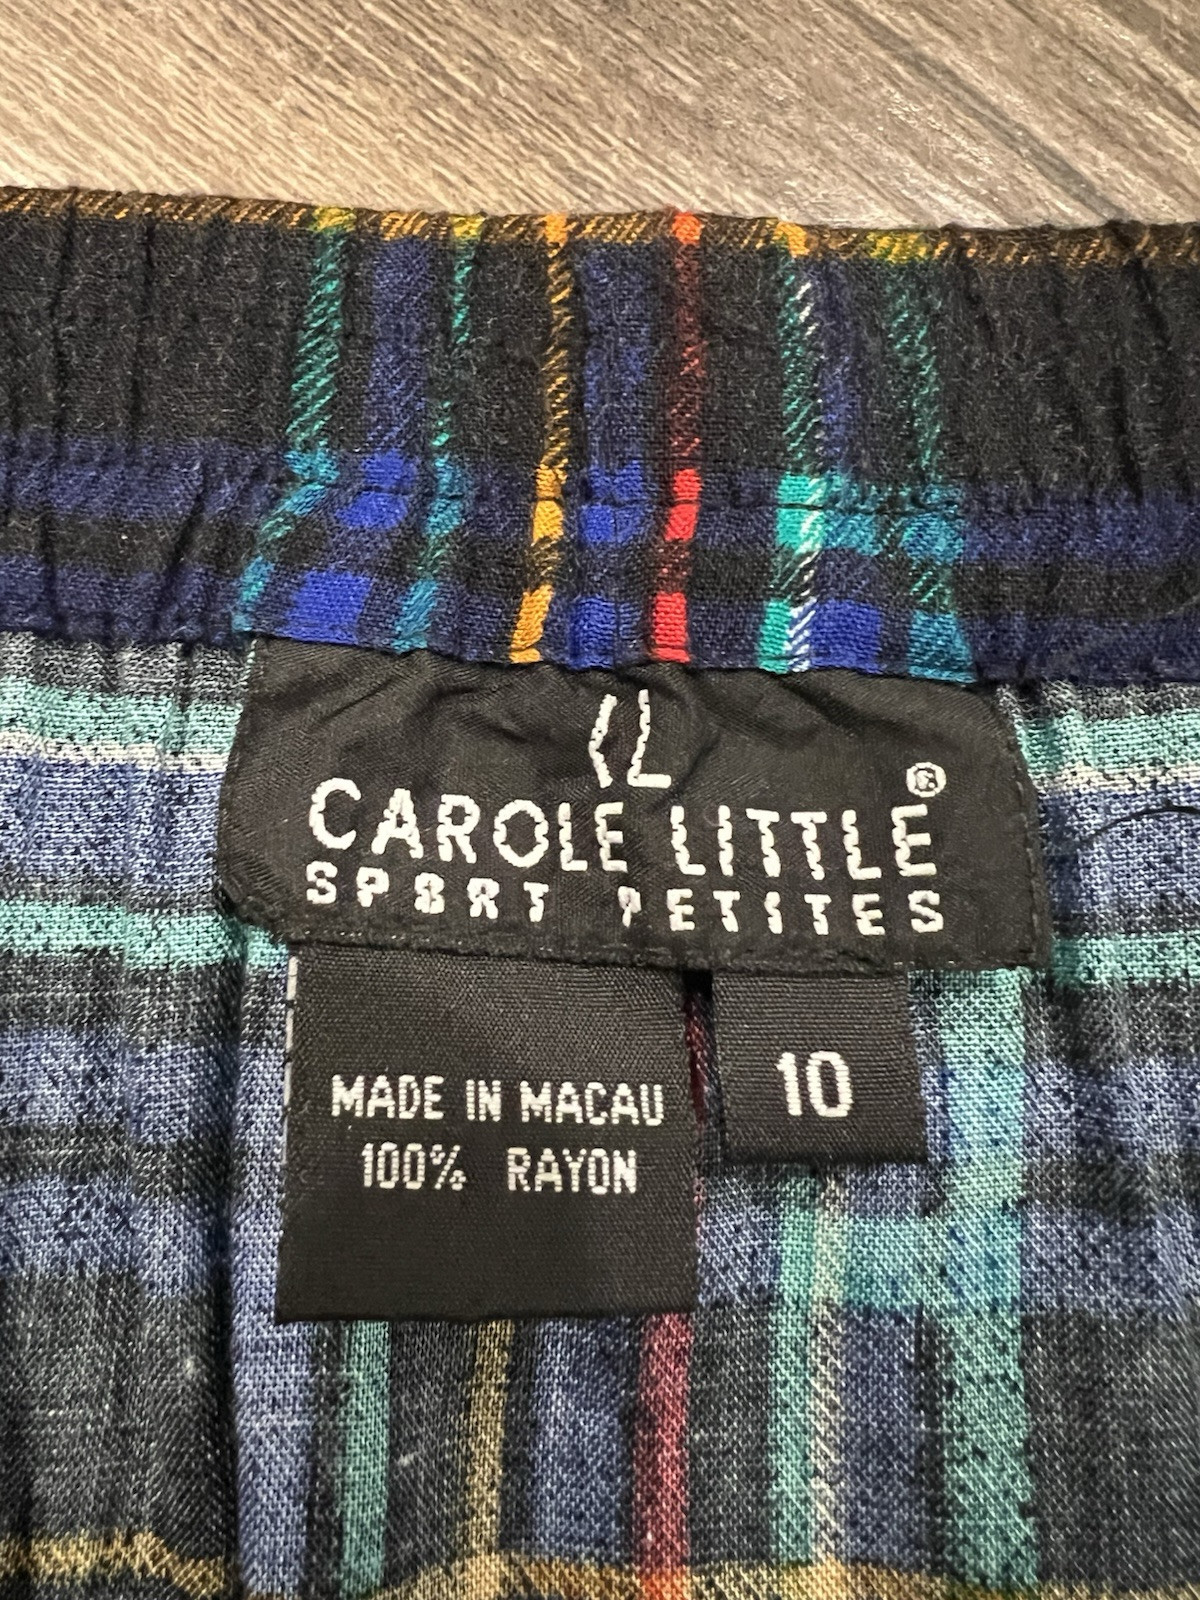 CL
CAROLE LITTLE®
SPORT PETITES
MADE IN MACAU
100% RAYON
10